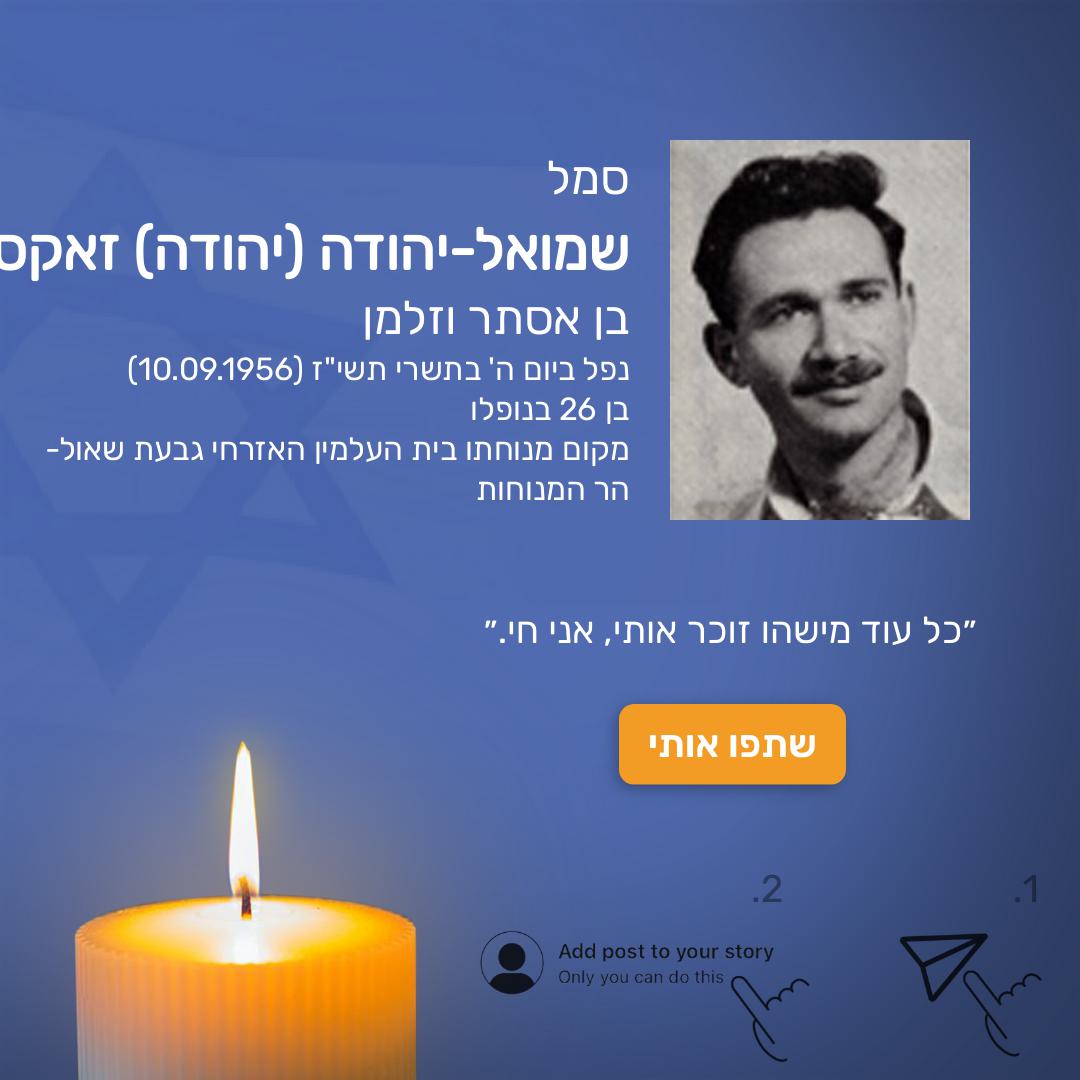 סמל
שמואל-יהודה (יהודה) זאקס
בן אסתר וזלמן
נפל ביום ה' בתשרי תשי"ז (10.09.1956)
בן 26 בנופלו
מקום מנוחתו בית העלמין האזרחי גבעת שאול-
הר המנוחות
״כל עוד מישהו זוכר אותי, אני חי.״
שתפו אותי
1.
2.
Add post to your story
Only you can do this